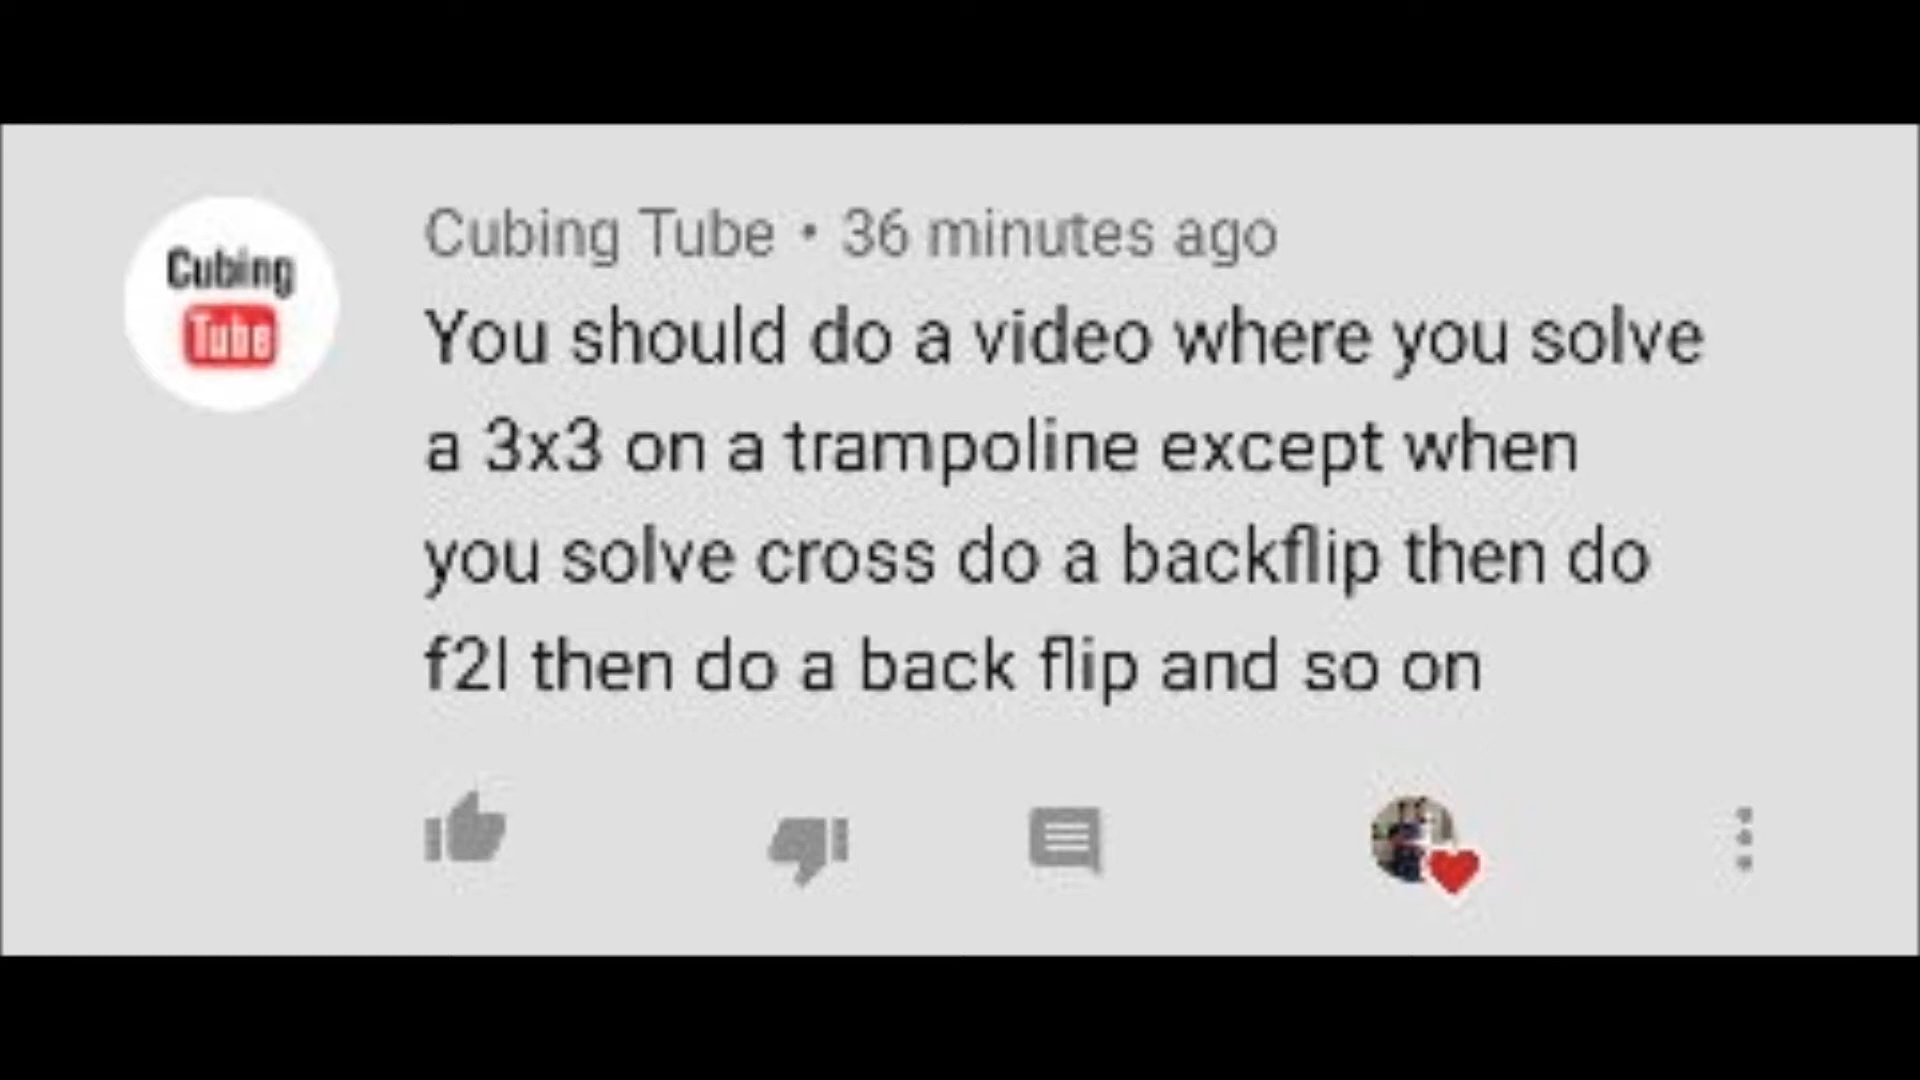 Cubing
Tube
Cubing Tube • 36 minutes ago
You should do a video where you solve
a 3x3 on a trampoline except when
you solve cross do a backflip then do
f2l then do a back flip and so on